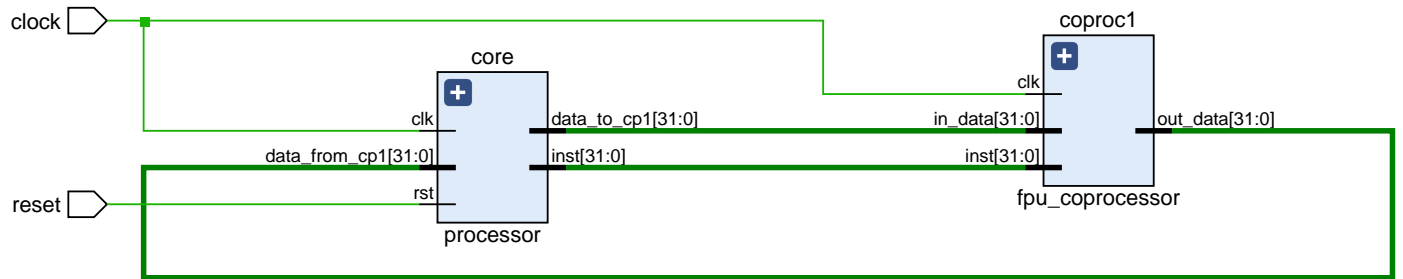 clock
reset
core
clk
data_from_cp1[31:0]
rst
data_to_cp1[31:0]
inst[31:0]
processor
coproc1
clk
in_data[31:0]
inst[31:0]
out_data[31:0]
fpu_coprocessor